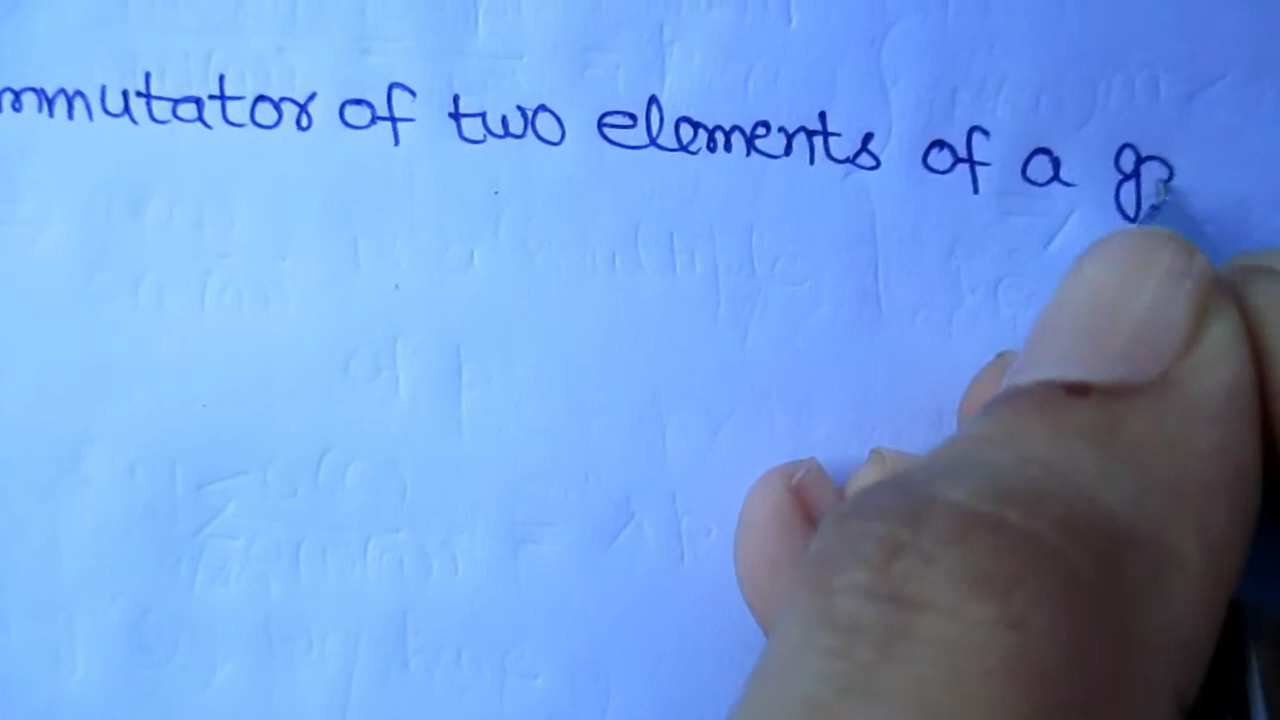 mmutator of two elements of a g